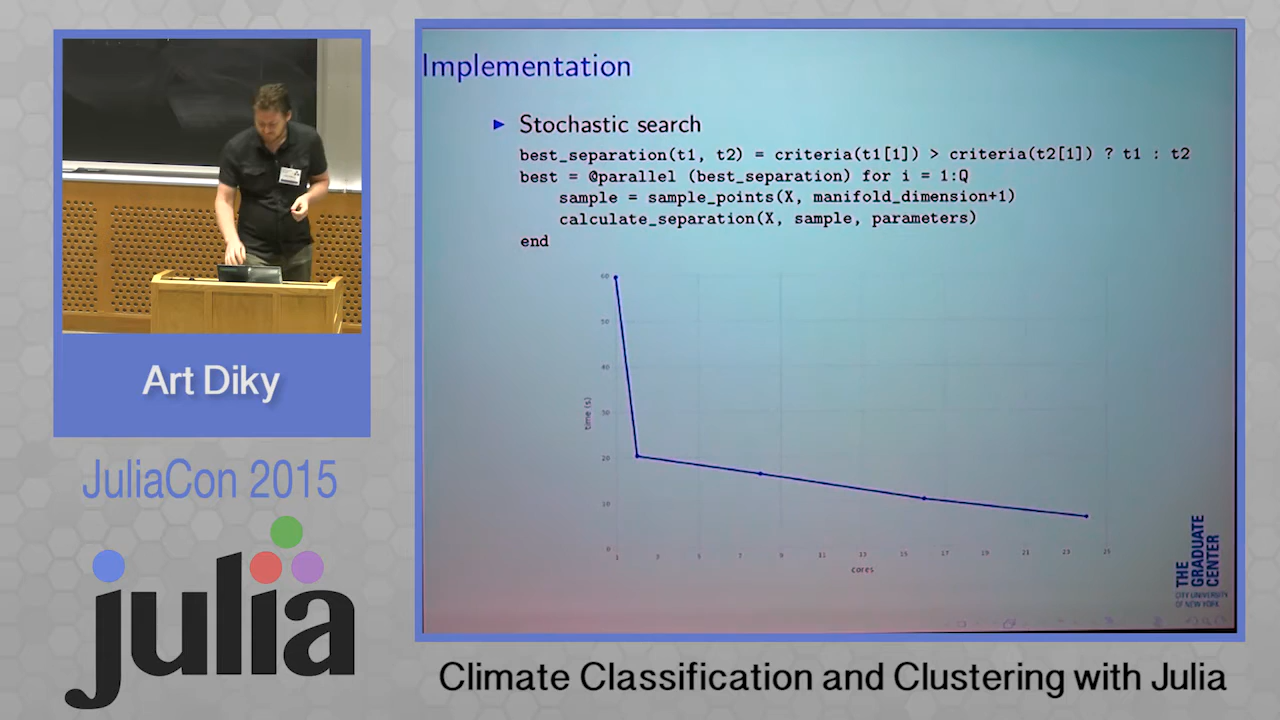 Implementation
► Stochastic search
best_separation(t1, t2) = criteria(t1[1]) > criteria(t2[1]) ? t1 : t2
best = @parallel (best_separation) for i = 1:Q
sample = sample_points(X, manifold_dimension+1)
calculate_separation(X, sample, parameters)
end
60
50
40
30
20
10
0
time (s)
1 3 5 7 9 11 13 15 17 19 21 23 25
cores
THE
GRADUATE
CENTER
CITY UNIVERSITY
OF NEW YORK
Art Diky
JuliaCon 2015
julia
Climate Classification and Clustering with Julia